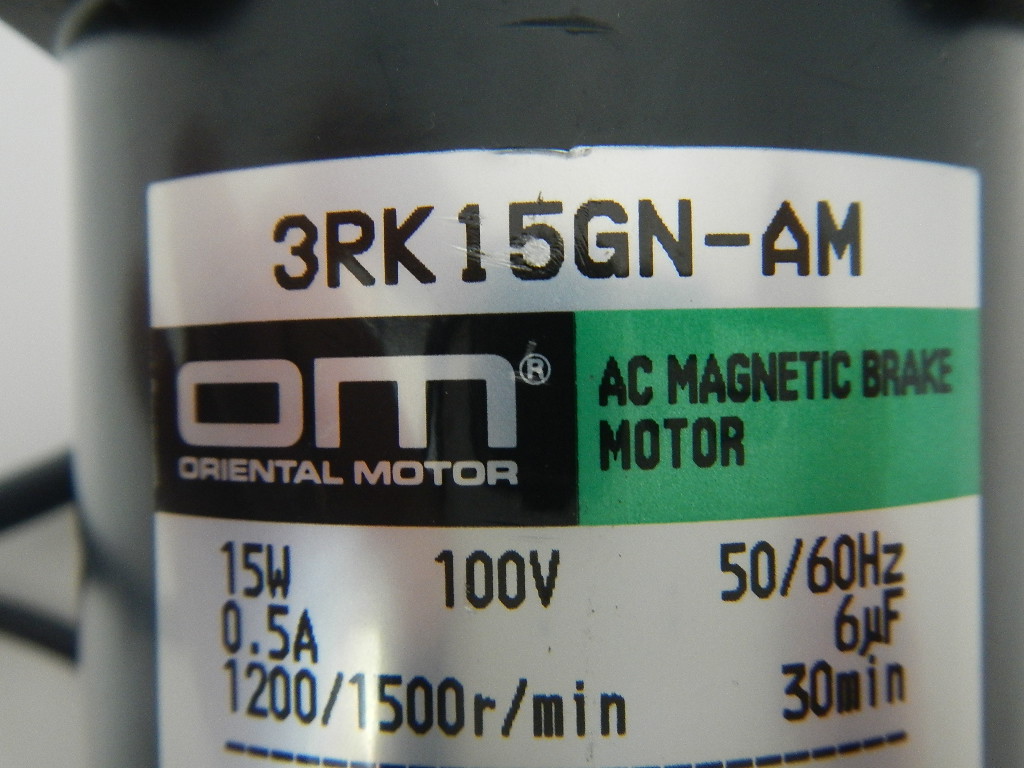 3RK15GN-AM
om®
ORIENTAL MOTOR
AC MAGNETIC BRAKE
MOTOR
15W 100V 50/60Hz
0.5A 6µF
1200/1500r/min 30min